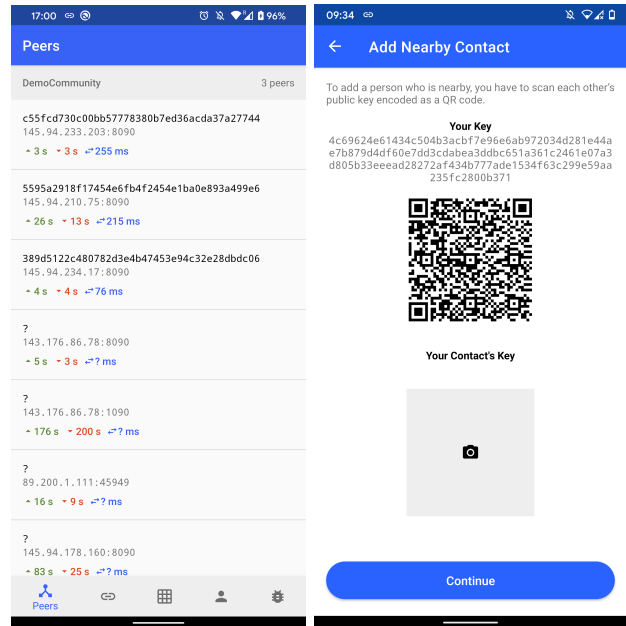 17:00
96%
Peers
DemoCommunity
3 peers
c55fcd730c00bb57778380b7ed36acda37a27744
145.94.233.203:8090
3 s 3 s 255 ms
5595a2918f17454e6fb4f2454e1ba0e893a499e6
145.94.210.75:8090
26 s 13 s 215 ms
389d5122c480782d3e4b47453e94c32e28dbdc06
145.94.234.17:8090
4 s 4 s 76 ms
?
143.176.86.78:8090
5 s 3 s ? ms
?
143.176.86.78:1090
176 s 200 s ? ms
?
89.200.1.111:45949
16 s 9 s ? ms
?
145.94.178.160:8090
83 s 25 s ? ms
Peers
09:34
Add Nearby Contact
To add a person who is nearby, you have to scan each other's
public key encoded as a QR code.
Your Key
4c69624e61434c504b3acbf7e96e6ab972034d281e44a
e7b879d4df60e7dd3cdabea3ddbc651a361c2461e07a3
d805b33eeead28272af434b777ade1534f63c299e59aa
235fc2800b371
Your Contact's Key
Continue